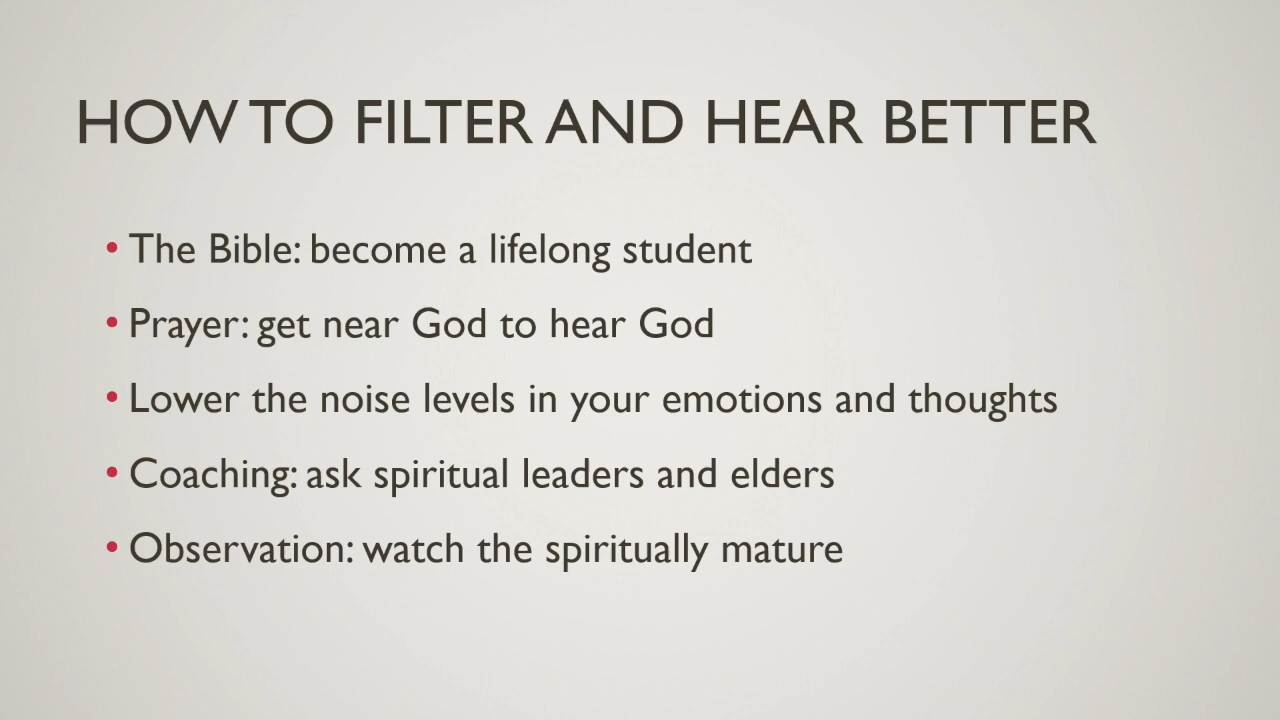 HOW TO FILTER AND HEAR BETTER
• The Bible: become a lifelong student
• Prayer: get near God to hear God
• Lower the noise levels in your emotions and thoughts
• Coaching: ask spiritual leaders and elders
• Observation: watch the spiritually mature